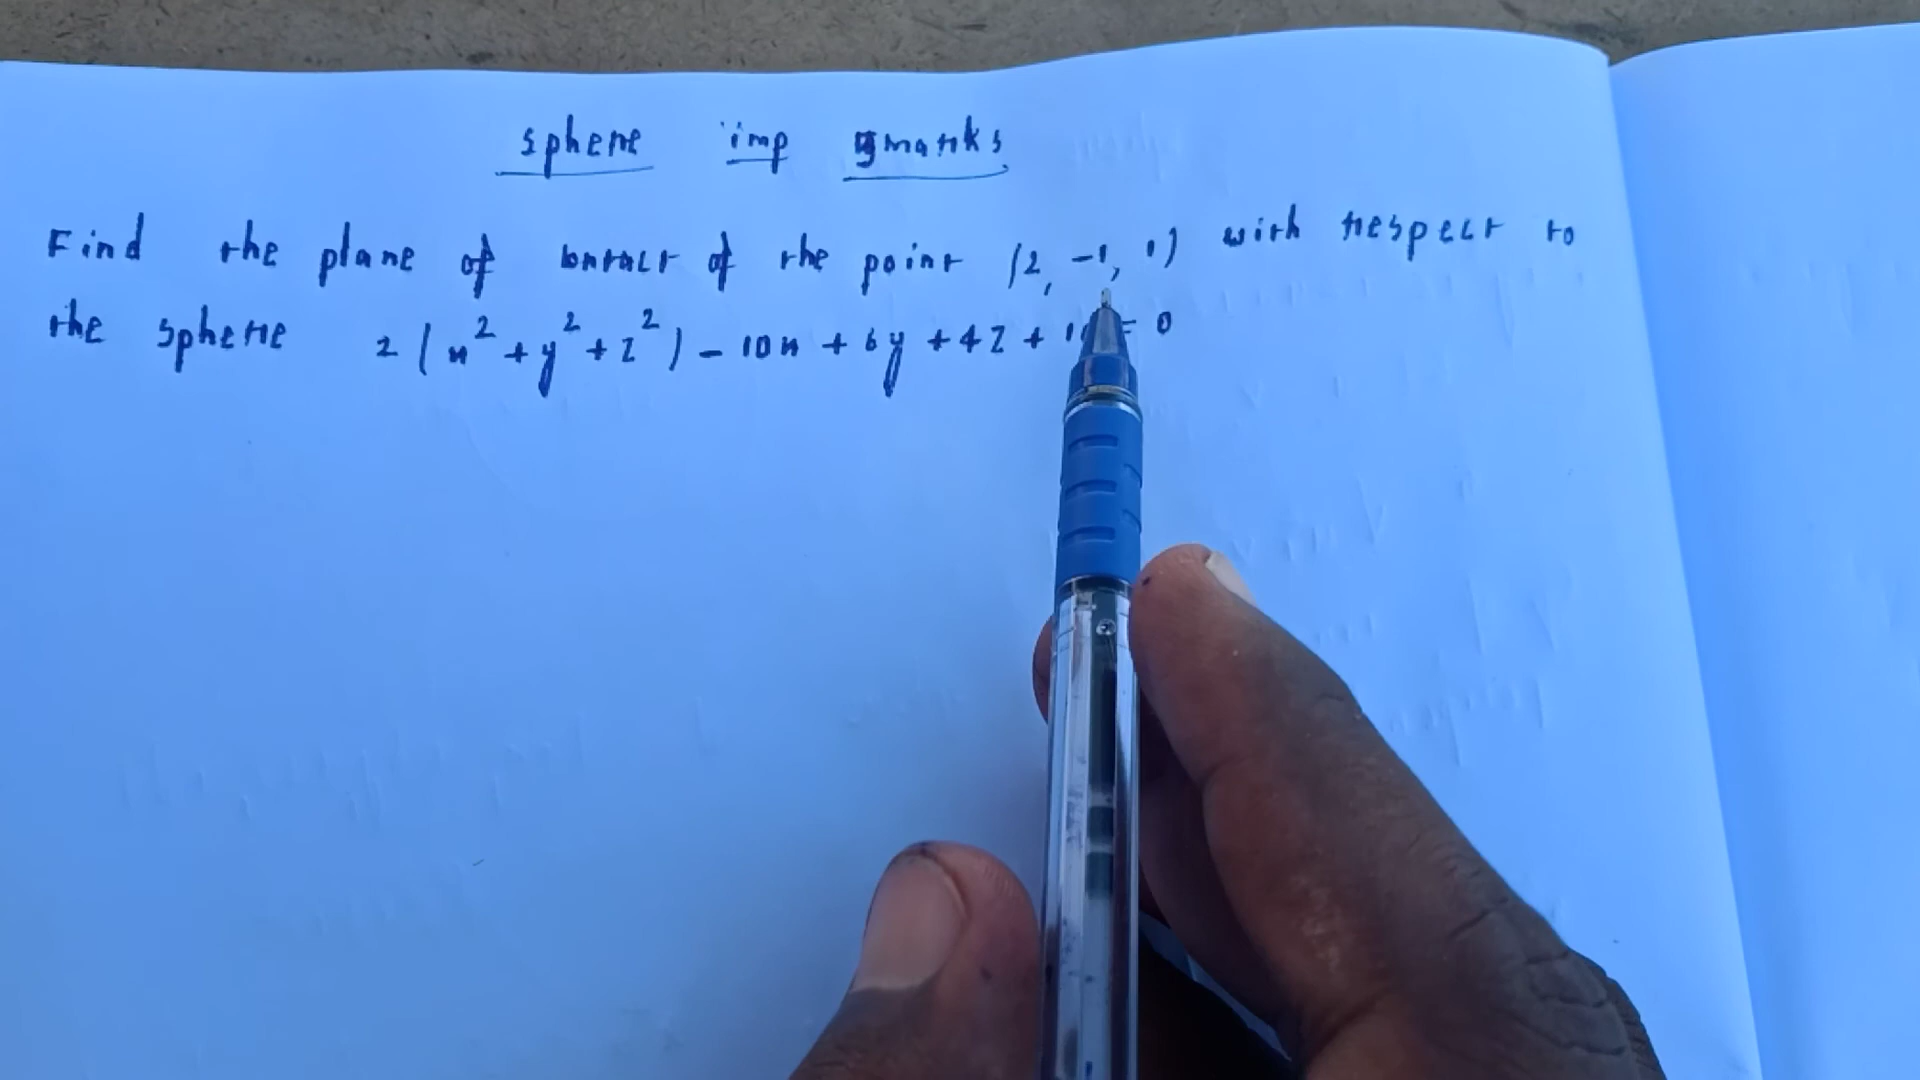 sphere imp 5marks
Find the plane of contact of the point (2, -1, 1) with respect to
the sphere 2(x²+y²+z²) - 10x + 6y + 4z + = 0